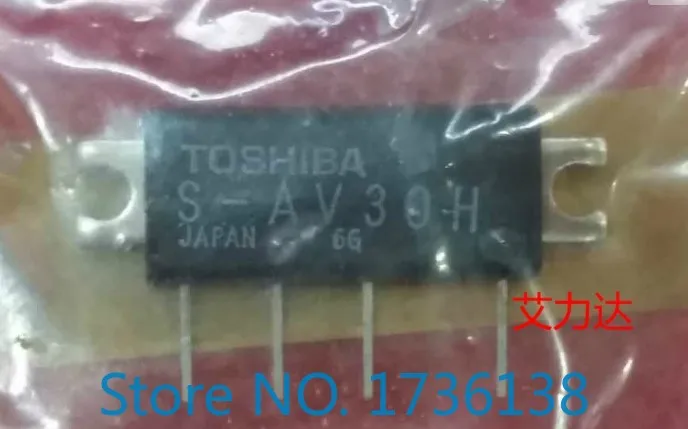 TOSHIBA
S-AV30H
JAPAN 6G
艾力达
Store NO. 1736138